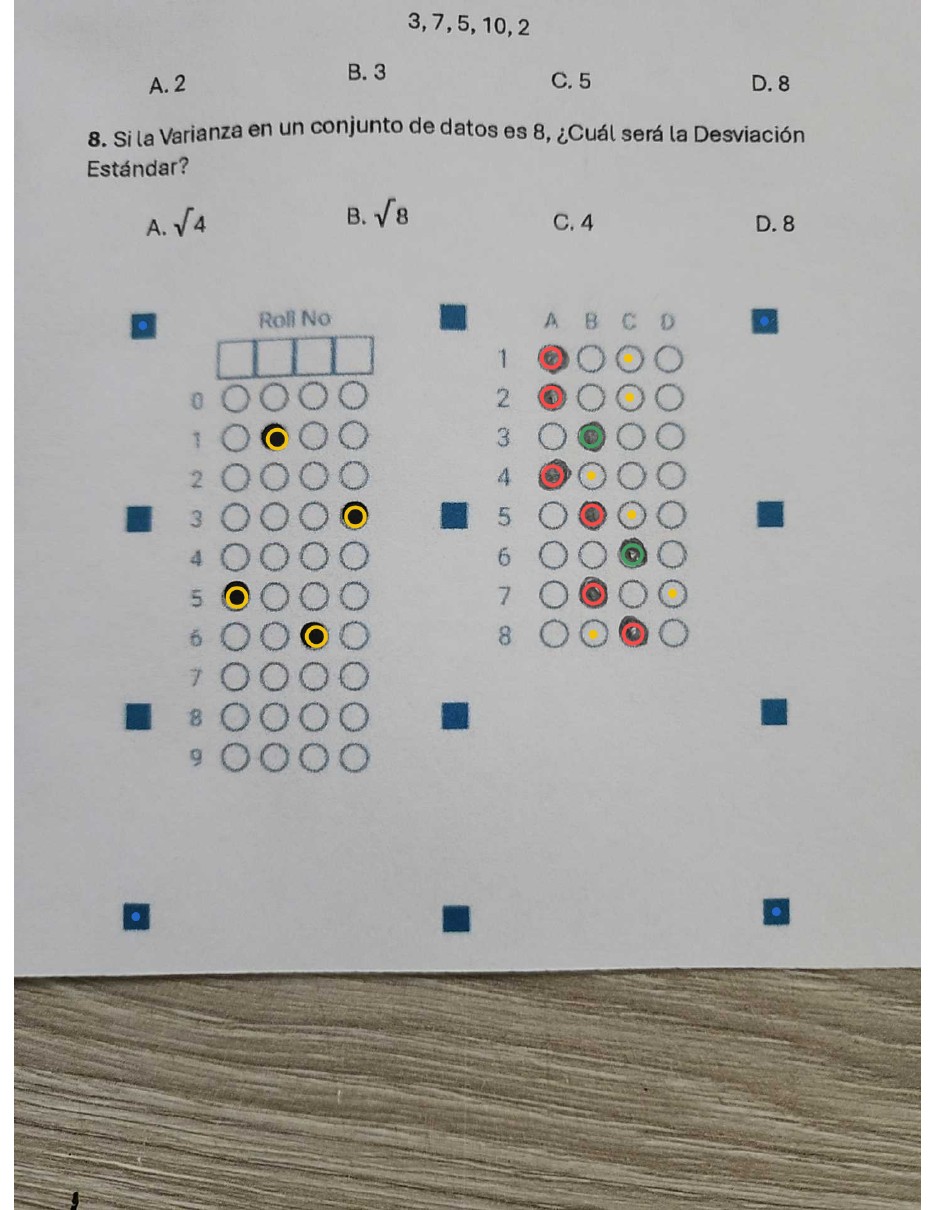 3, 7, 5, 10, 2
A. 2 B. 3 C. 5 D. 8
8. Si la Varianza en un conjunto de datos es 8, ¿Cuál será la Desviación
Estándar?
A. √4 B. √8 C. 4 D. 8
Roll No
0
1
2
3
4
5
6
7
8
9
A B C D
1
2
3
4
5
6
7
8